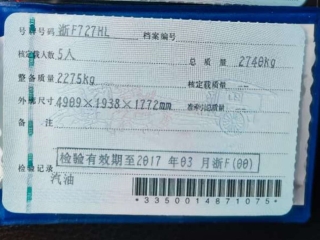 号牌号码 浙F727HL 档案编号
核定载人数 5人 总质量 2740kg
整备质量 2275kg 核定载质量 --
外廓尺寸 4909×1938×1772mm 准牵引总质量 --
备注
检验有效期至2017年03月浙F(00)
检验记录
汽油
*3350014671075*